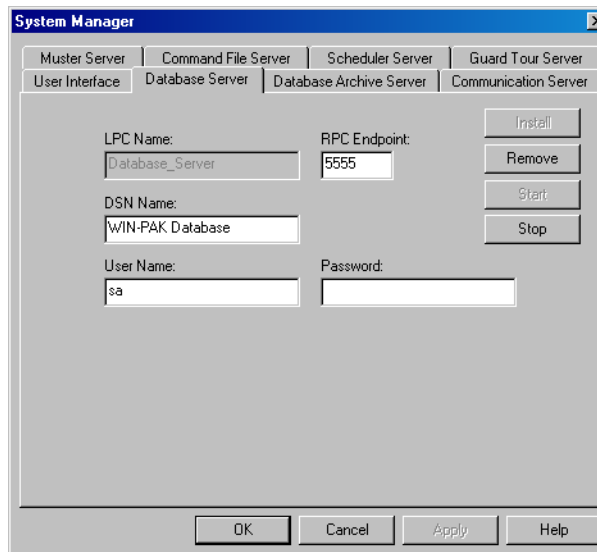 System Manager
Muster Server Command File Server Scheduler Server Guard Tour Server
User Interface Database Server Database Archive Server Communication Server
Install
LPC Name: RPC Endpoint:
Database_Server 5555 Remove
Start
DSN Name:
WIN-PAK Database Stop
User Name: Password:
sa
OK Cancel Apply Help